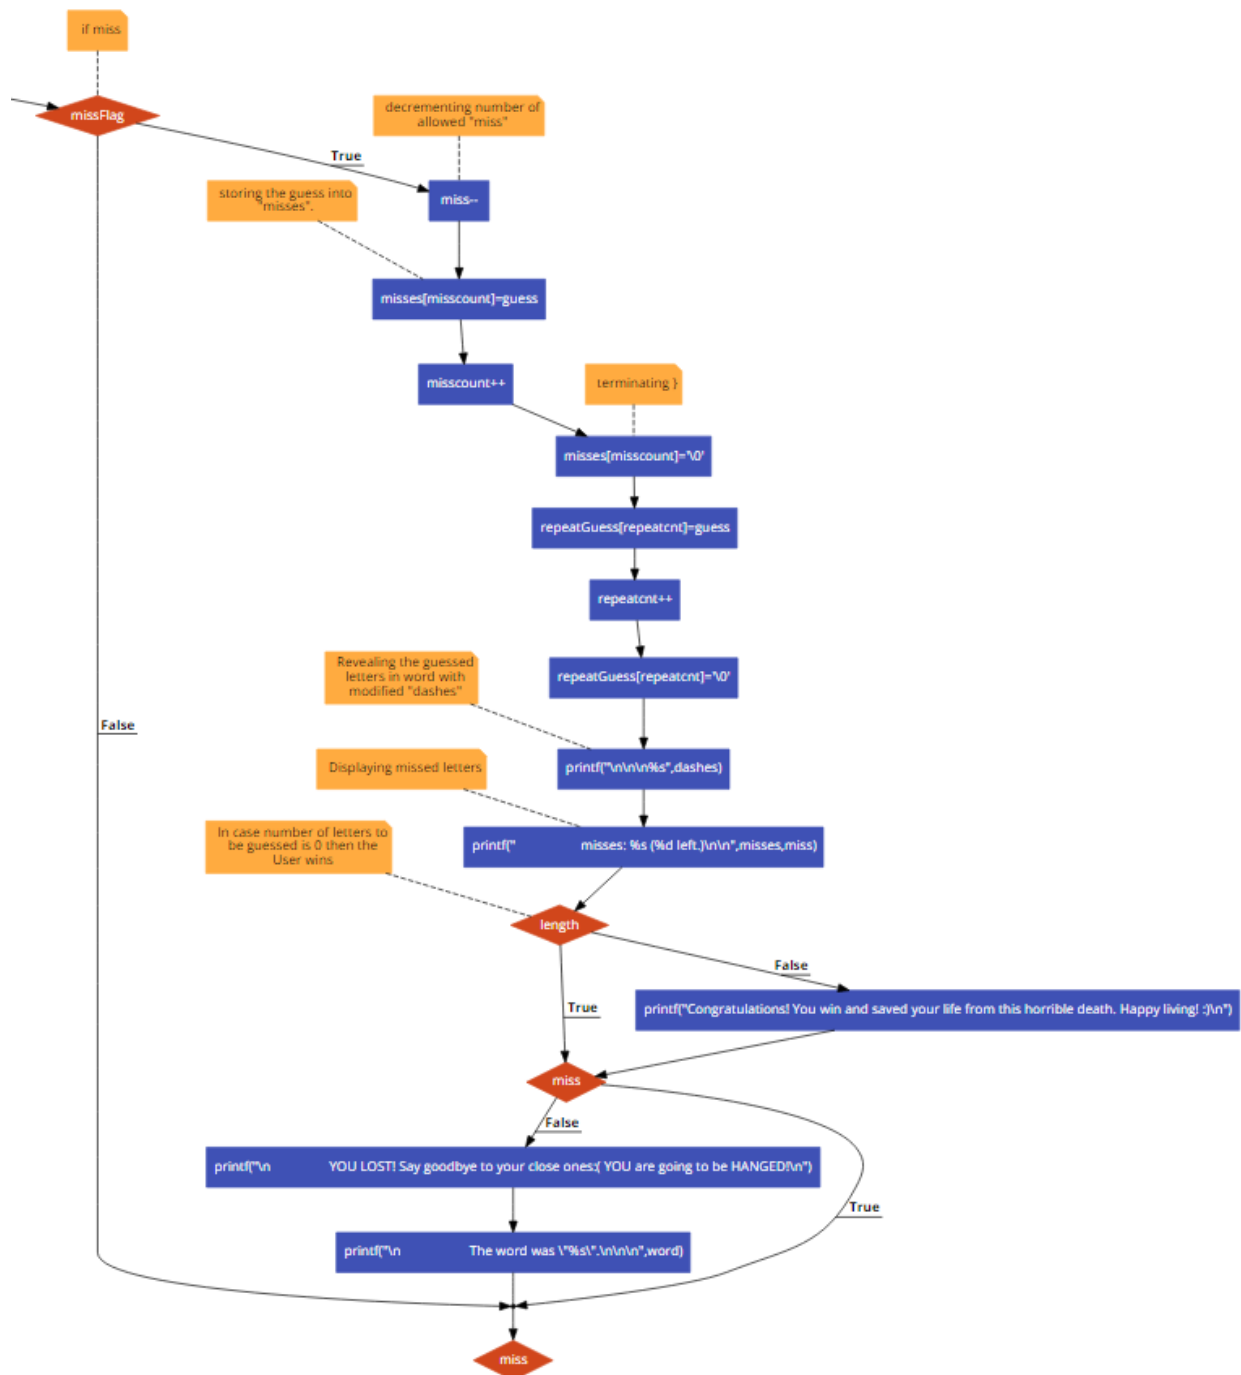 if miss
missFlag
decrementing number of
allowed "miss"
True
storing the guess into
"misses".
miss--
misses[misscount]=guess
misscount++
terminating }
misses[misscount]='\0'
repeatGuess[repeatcnt]=guess
repeatcnt++
Revealing the guessed
letters in word with
modified "dashes"
repeatGuess[repeatcnt]='\0'
False
printf("\n\n\n%s",dashes)
Displaying missed letters
printf("                    misses: %s (%d left.)\n\n",misses,miss)
In case number of letters to
be guessed is 0 then the
User wins
length
False
True
printf("Congratulations! You win and saved your life from this horrible death. Happy living! :)\n")
miss
False
printf("\n                  YOU LOST! Say goodbye to your close ones:( YOU are going to be HANGED!\n")
True
printf("\n                     The word was \"%s\".\n\n\n",word)
miss